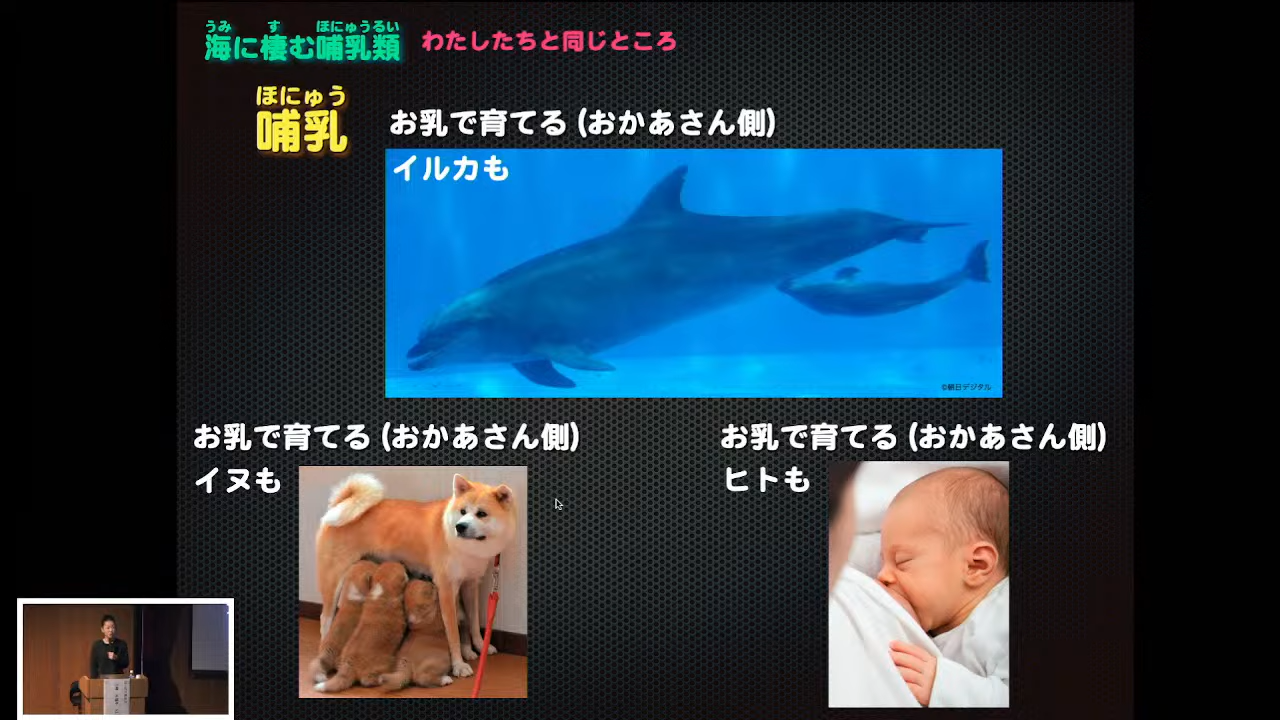 うみ す ほにゅうるい
海に棲む哺乳類 わたしたちと同じところ
ほにゅう
哺乳
お乳で育てる (おかあさん側)
イルカも
©朝日デジタル
お乳で育てる (おかあさん側)
イヌも
お乳で育てる (おかあさん側)
ヒトも